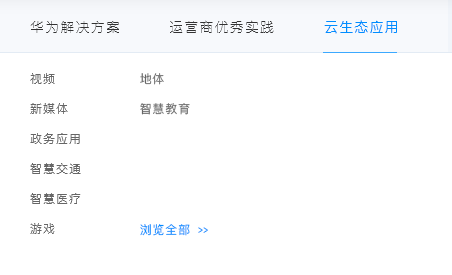 华为解决方案 运营商优秀实践 云生态应用
视频 地体
新媒体 智慧教育
政务应用
智慧交通
智慧医疗
游戏 浏览全部 >>